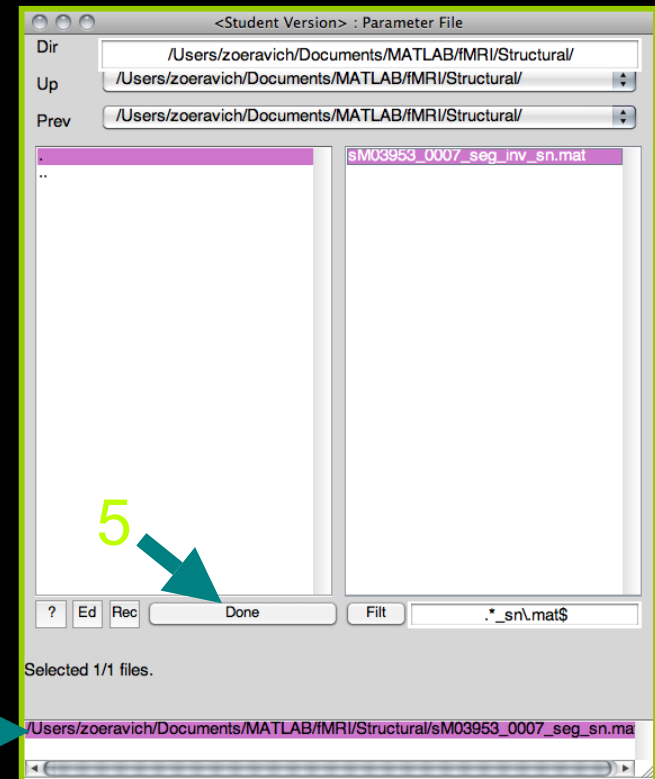 <Student Version> : Parameter File
Dir /Users/zoeravich/Documents/MATLAB/fMRI/Structural/
Up /Users/zoeravich/Documents/MATLAB/fMRI/Structural/
Prev /Users/zoeravich/Documents/MATLAB/fMRI/Structural/
. sM03953_0007_seg_inv_sn.mat
..
5
? Ed Rec Done Filt .*_sn\.mat$
Selected 1/1 files.
/Users/zoeravich/Documents/MATLAB/fMRI/Structural/sM03953_0007_seg_sn.ma